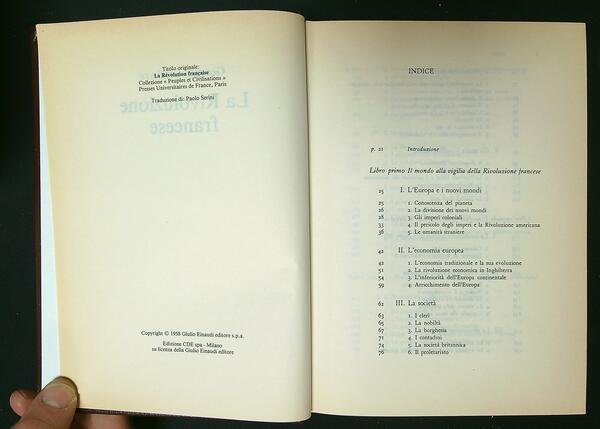 Titolo originale:
La Révolution française
Collezione « Peuples et Civilisations »
Presses Universitaires de France, Paris
Traduzione di: Paolo Serini
La Rivoluzione
francese
Copyright © 1958 Giulio Einaudi editore s.p.a.
Edizione CDE spa - Milano
su licenza della Giulio Einaudi editore
INDICE
p. 21 Introduzione
Libro primo Il mondo alla vigilia della Rivoluzione francese
25 I. L'Europa e i nuovi mondi
25 1. Conoscenza del pianeta
26 2. La divisione dei nuovi mondi
28 3. Gli imperi coloniali
33 4. Il pericolo degli imperi e la Rivoluzione americana
36 5. Le umanità straniere
42 II. L'economia europea
42 1. L'economia tradizionale e la sua evoluzione
51 2. La rivoluzione economica in Inghilterra
54 3. L'inferiorità dell'Europa continentale
59 4. Arricchimento dell'Europa
62 III. La società
63 1. I cleri
65 2. La nobiltà
67 3. La borghesia
71 4. I contadini
74 5. La società britannica
76 6. Il proletariato